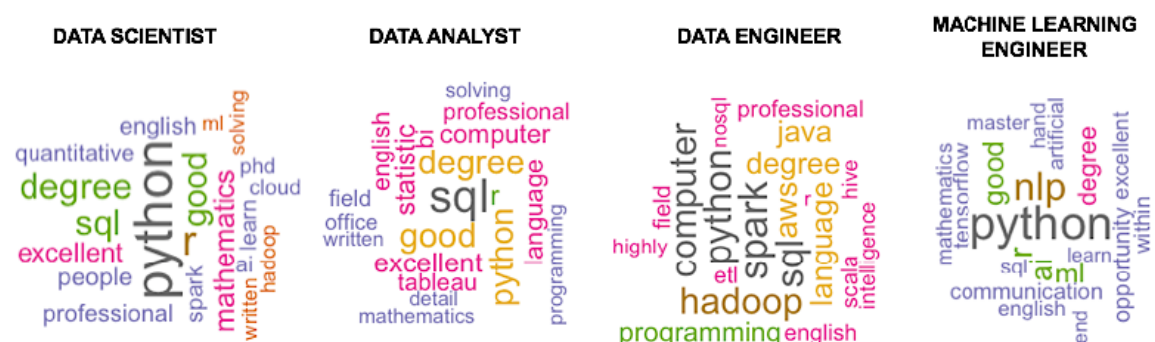 DATA SCIENTIST
english
ml
solving
quantitative
python
good
phd
degree
cloud
sql
r
mathematics
learn
excellent
ai
hadoop
people
spark
written
professional
DATA ANALYST
solving
professional
english
statistic
bi
computer
degree
language
field
sql
r
office
written
good
python
programming
excellent
tableau
detail
mathematics
DATA ENGINEER
nosql
professional
computer
python
java
degree
spark
aws
r
hive
field
language
highly
sql
scala
intelligence
etl
hadoop
programming
english
MACHINE LEARNING
ENGINEER
master
hand
artificial
mathematics
tensorflow
good
nlp
degree
excellent
python
r
learn
opportunity
within
sql
ai
ml
communication
english
end